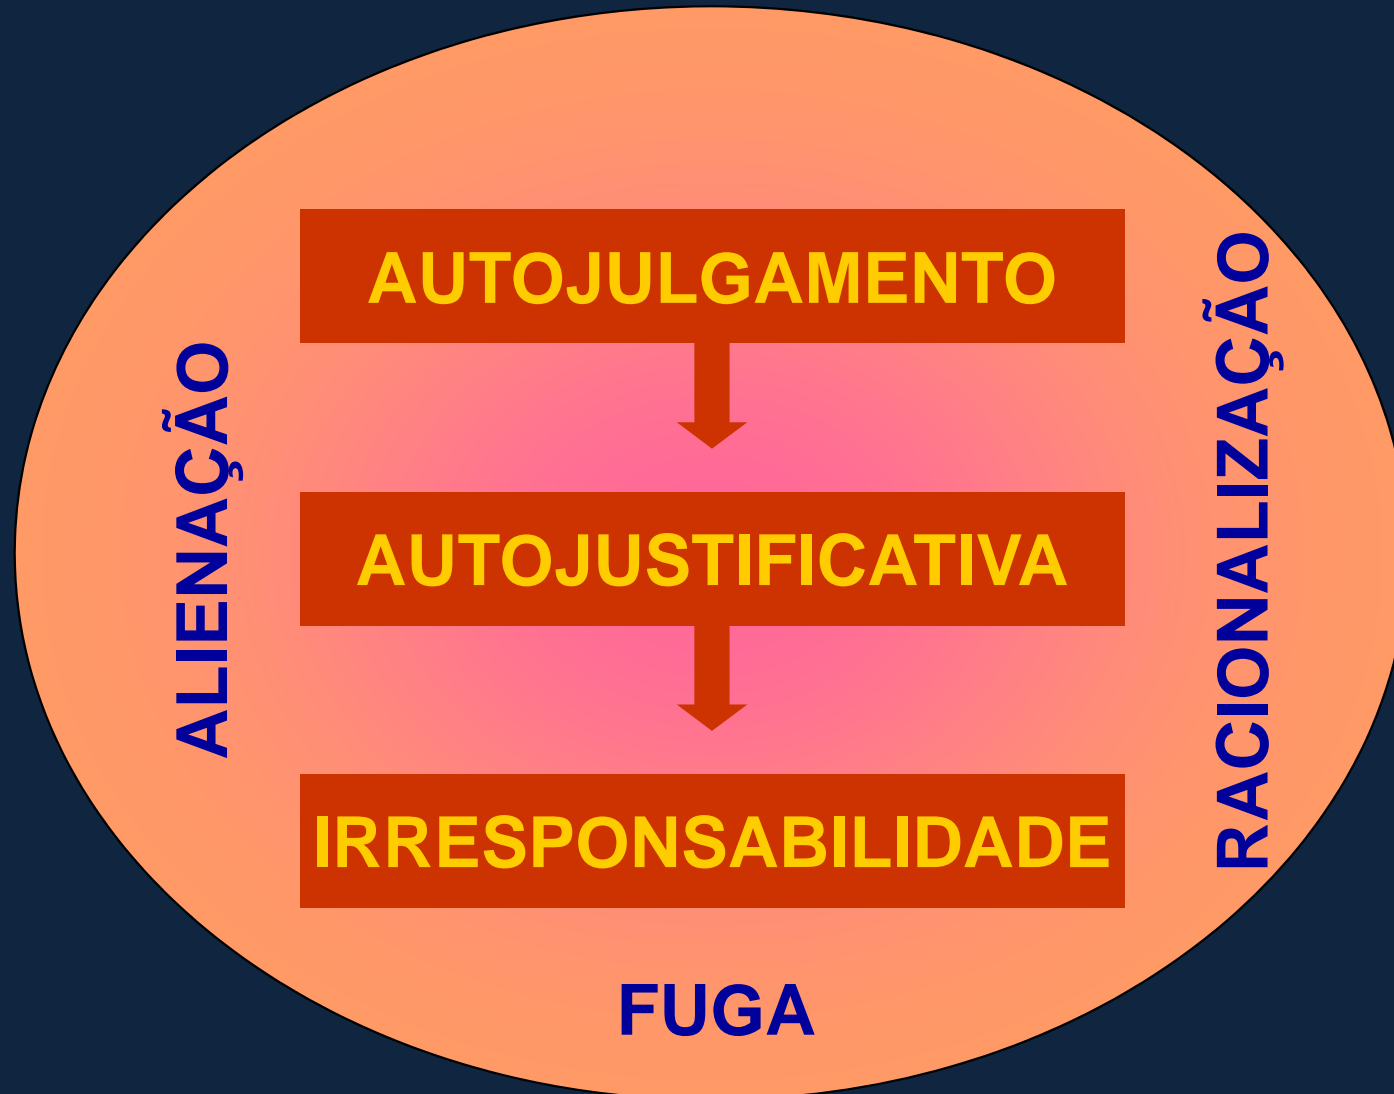 AUTOJULGAMENTO
ALIENAÇÃO
AUTOJUSTIFICATIVA
RACIONALIZAÇÃO
IRRESPONSABILIDADE
FUGA